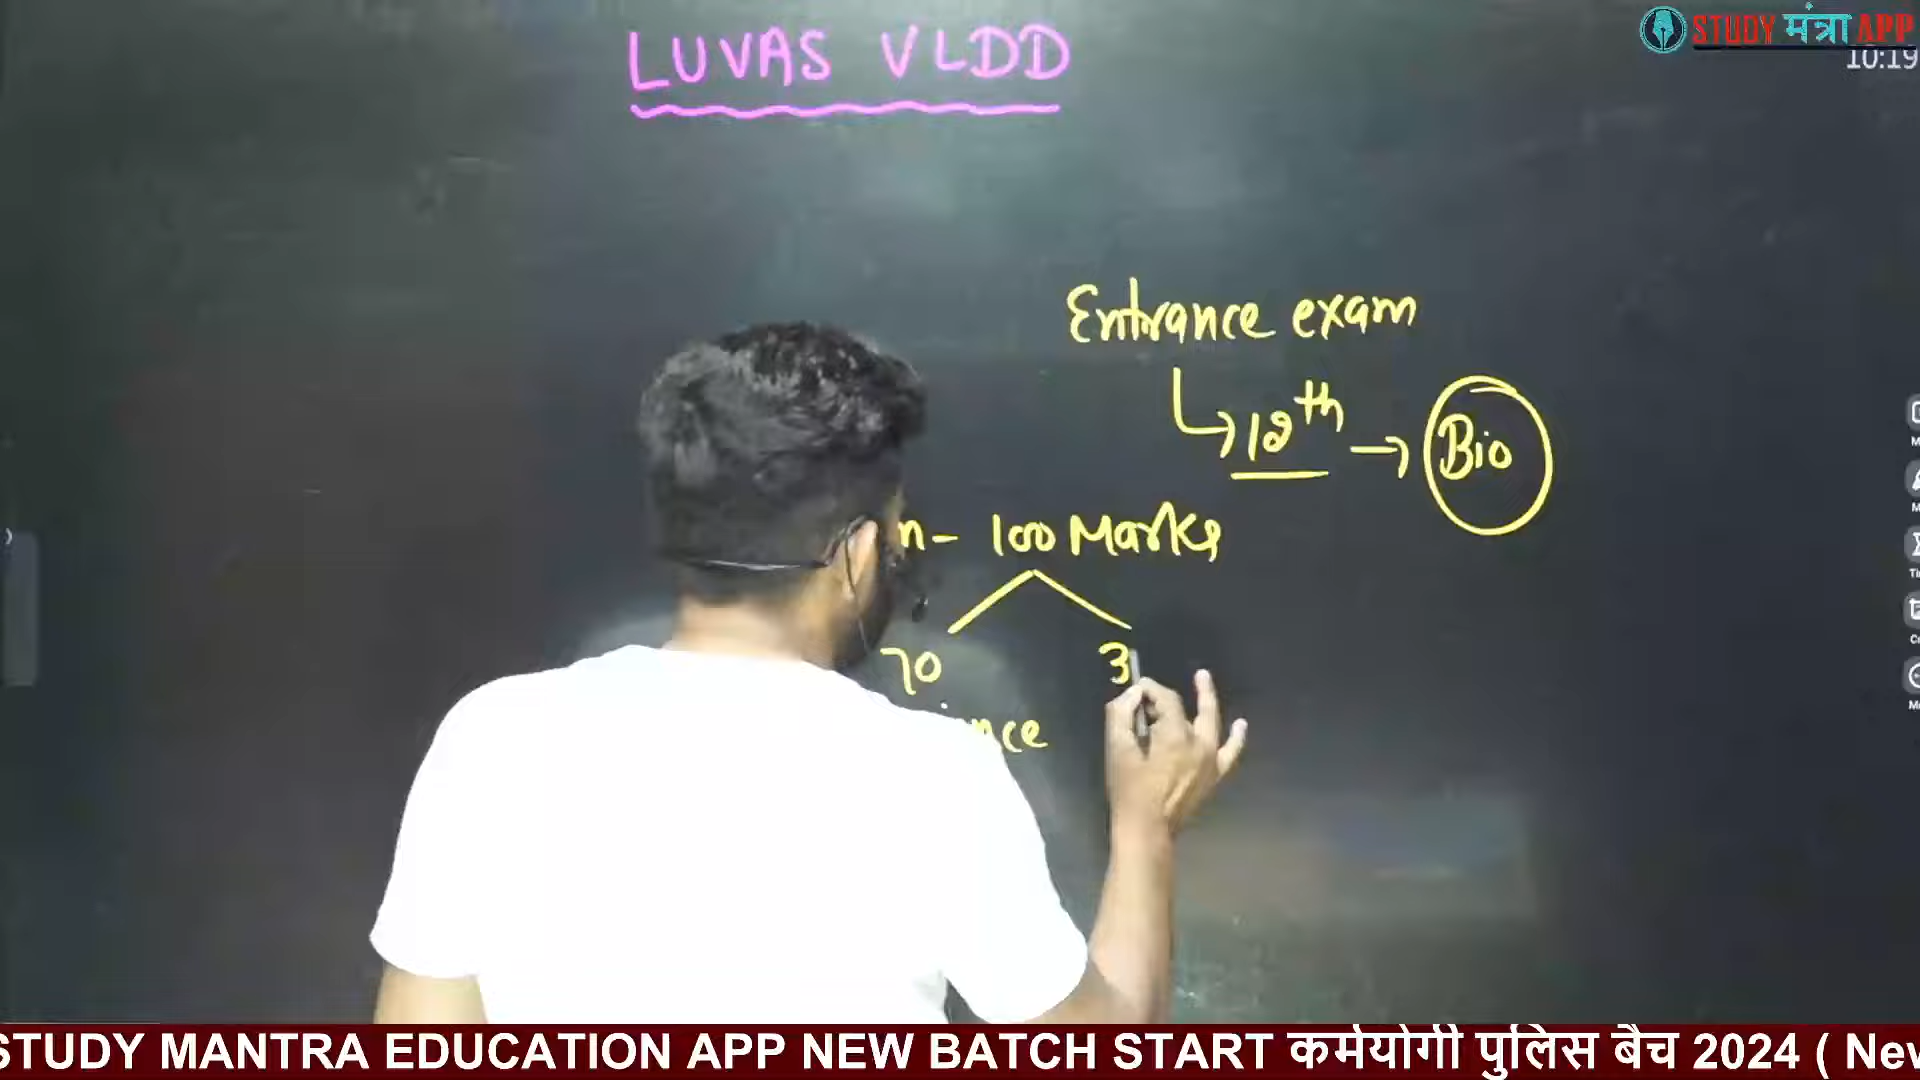 STUDY मंत्रा APP
10:19
LUVAS VLDD
Entrance exam
12th → Bio
n - 100 Marks
70 3
nce
STUDY MANTRA EDUCATION APP NEW BATCH START कर्मयोगी पुलिस बैच 2024 ( Nev